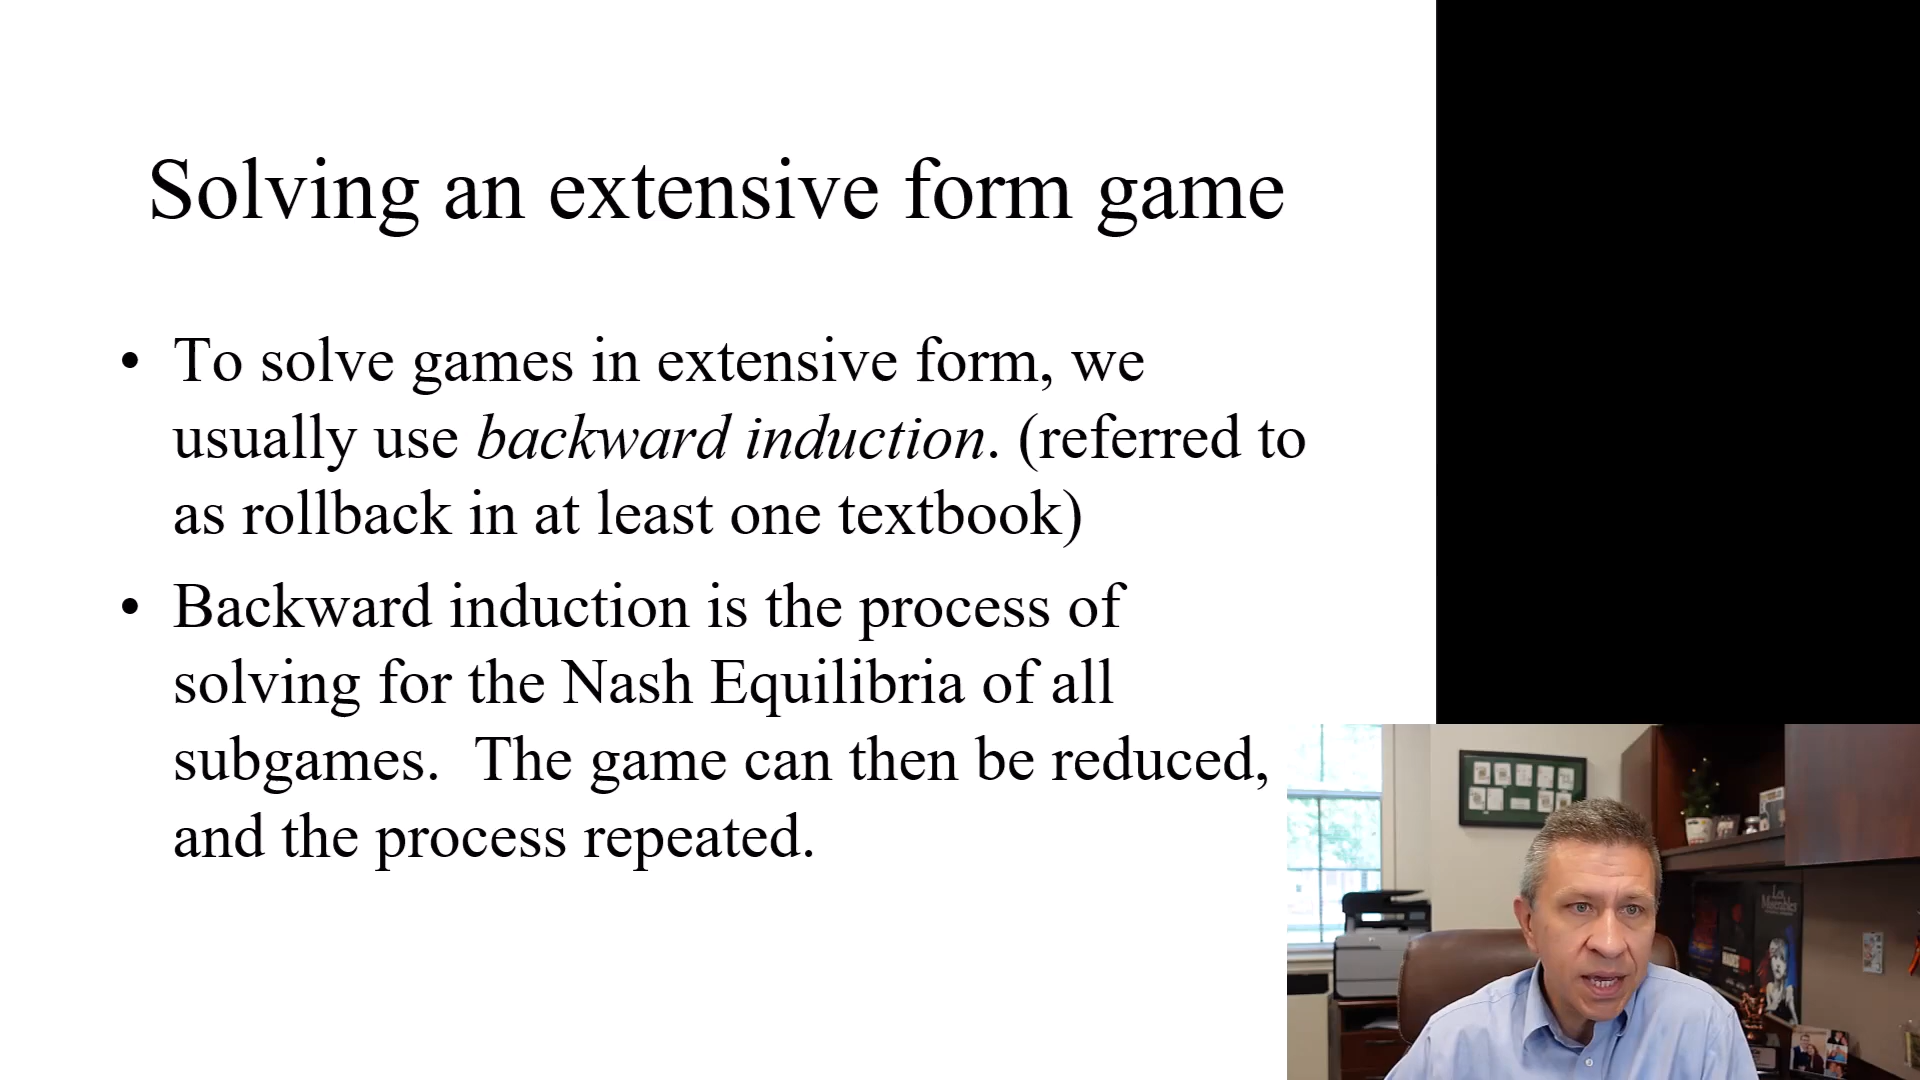 Solving an extensive form game
• To solve games in extensive form, we
usually use backward induction. (referred to
as rollback in at least one textbook)
• Backward induction is the process of
solving for the Nash Equilibria of all
subgames.  The game can then be reduced,
and the process repeated.
Les
Misérables